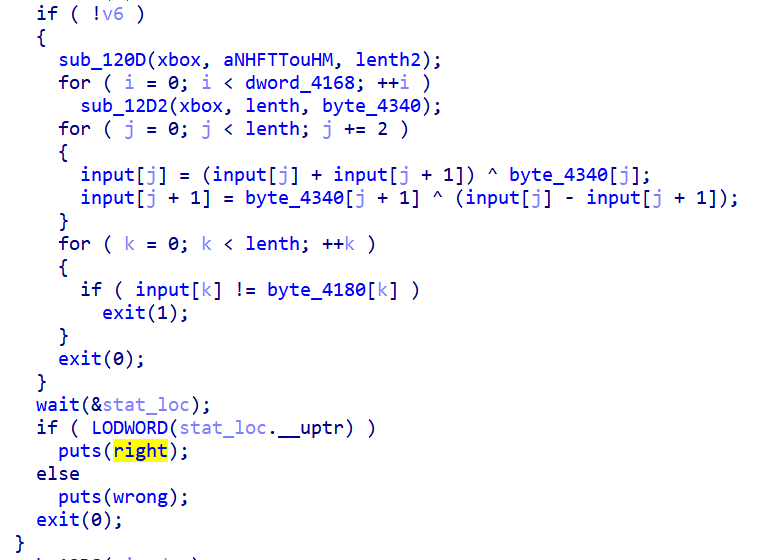 if ( !v6 )
{
sub_120D(xbox, aNHFTTouHM, lenth2);
for ( i = 0; i < dword_4168; ++i )
sub_12D2(xbox, lenth, byte_4340);
for ( j = 0; j < lenth; j += 2 )
{
input[j] = (input[j] + input[j + 1]) ^ byte_4340[j];
input[j + 1] = byte_4340[j + 1] ^ (input[j] - input[j + 1]);
}
for ( k = 0; k < lenth; ++k )
{
if ( input[k] != byte_4180[k] )
exit(1);
}
exit(0);
}
wait(&stat_loc);
if ( LODWORD(stat_loc.__uptr) )
puts(right);
else
puts(wrong);
exit(0);
}